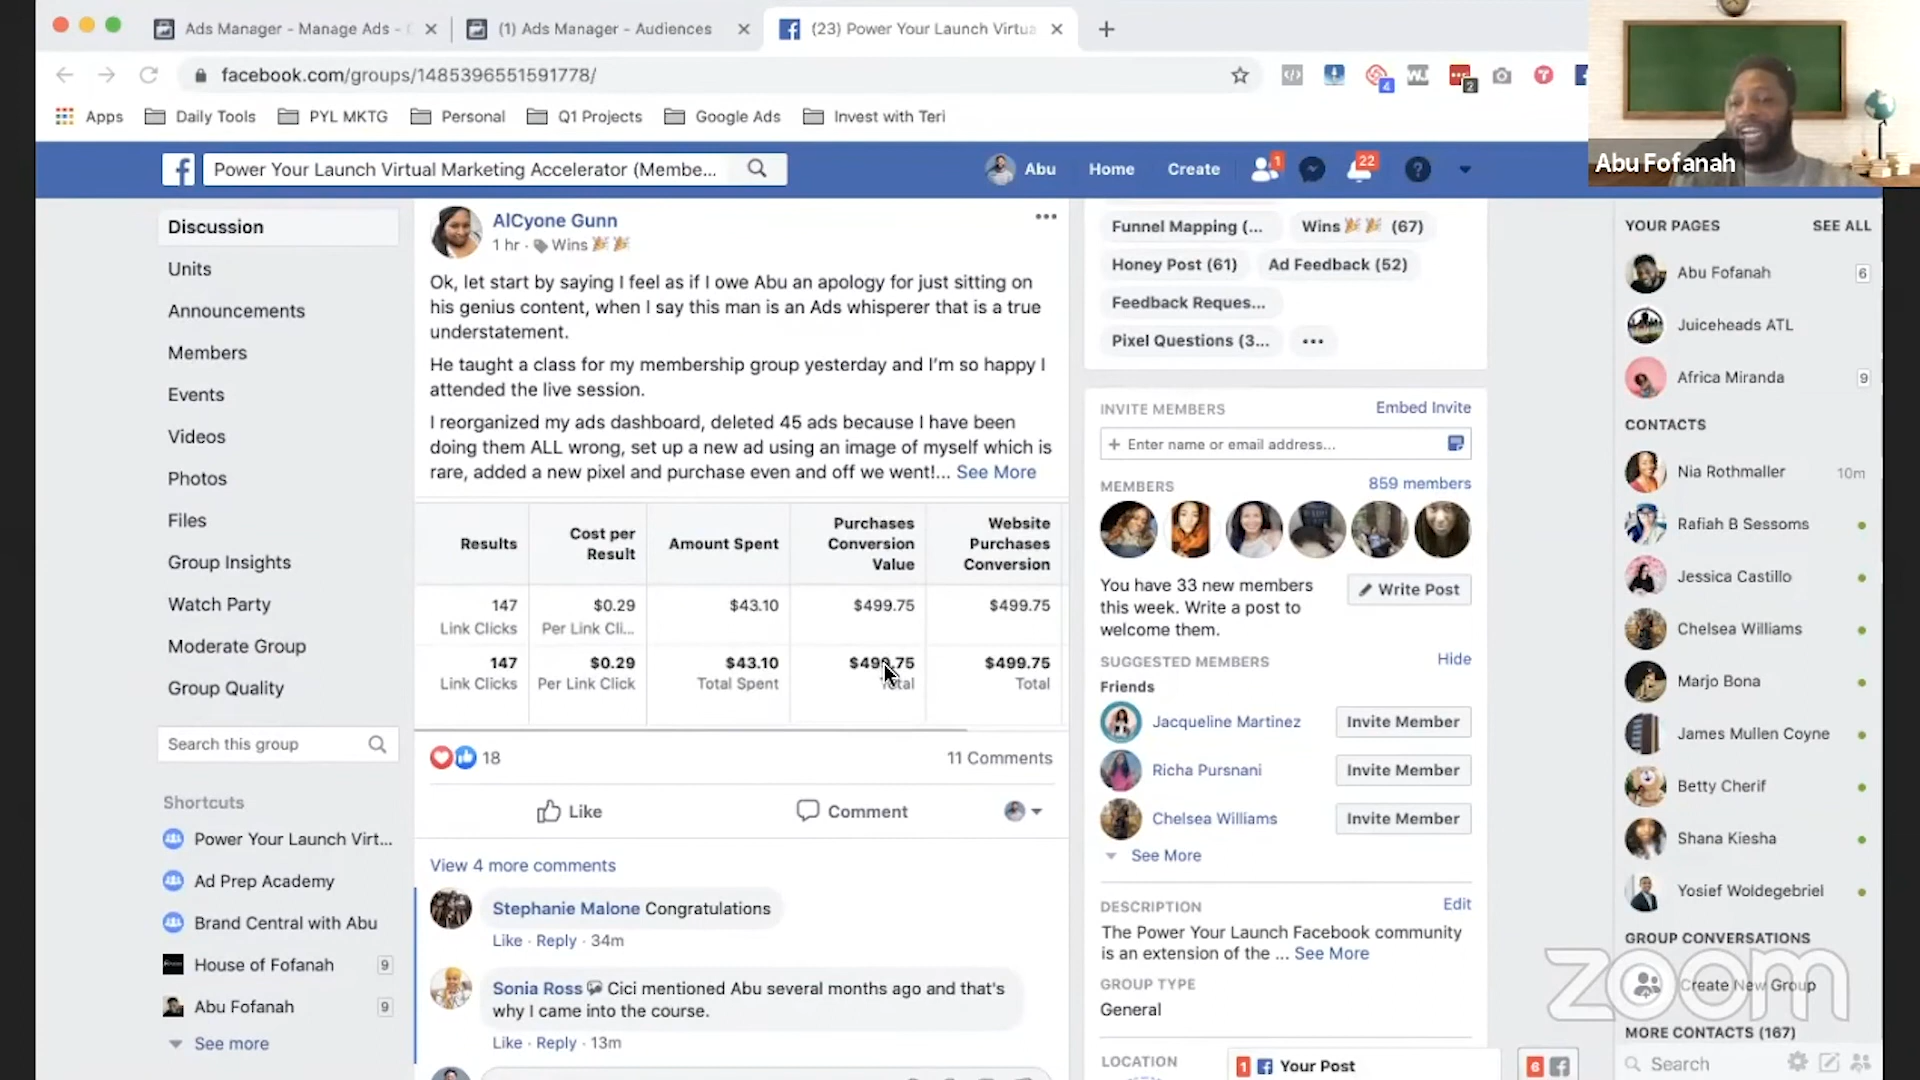 Ads Manager - Manage Ads -
(1) Ads Manager - Audiences
(23) Power Your Launch Virtua
facebook.com/groups/1485396551591778/
4
2
Apps
Daily Tools
PYL MKTG
Personal
Q1 Projects
Google Ads
Invest with Teri
Abu Fofanah
Power Your Launch Virtual Marketing Accelerator (Membe...
Abu
Home
Create
1
22
Discussion
Units
Announcements
Members
Events
Videos
Photos
Files
Group Insights
Watch Party
Moderate Group
Group Quality
Search this group
Shortcuts
Power Your Launch Virt...
Ad Prep Academy
Brand Central with Abu
House of Fofanah 9
Abu Fofanah 9
See more
AlCyone Gunn
1 hr · Wins 🎉 🎉
Ok, let start by saying I feel as if I owe Abu an apology for just sitting on
his genius content, when I say this man is an Ads whisperer that is a true
understatement.
He taught a class for my membership group yesterday and I'm so happy I
attended the live session.
I reorganized my ads dashboard, deleted 45 ads because I have been
doing them ALL wrong, set up a new ad using an image of myself which is
rare, added a new pixel and purchase even and off we went!... See More
Results
Cost per
Result
Amount Spent
Purchases
Conversion
Value
Website
Purchases
Conversion
147 $0.29 $43.10 $499.75 $499.75
Link Clicks Per Link Cli...
147 $0.29 $43.10 $499.75 $499.75
Link Clicks Per Link Click Total Spent Total Total
18
11 Comments
Like
Comment
View 4 more comments
Stephanie Malone Congratulations
Like · Reply · 34m
Sonia Ross Cici mentioned Abu several months ago and that's
why I came into the course.
Like · Reply · 13m
Funnel Mapping (...
Wins 🎉 🎉 (67)
Honey Post (61)
Ad Feedback (52)
Feedback Reques...
Pixel Questions (3...
INVITE MEMBERS
Embed Invite
+ Enter name or email address...
MEMBERS
859 members
You have 33 new members
this week. Write a post to
welcome them.
Write Post
SUGGESTED MEMBERS
Hide
Friends
Jacqueline Martinez
Invite Member
Richa Pursnani
Invite Member
Chelsea Williams
Invite Member
See More
DESCRIPTION
Edit
The Power Your Launch Facebook community
is an extension of the ... See More
GROUP TYPE
General
LOCATION
1 Your Post
6
YOUR PAGES
SEE ALL
Abu Fofanah 6
Juiceheads ATL
Africa Miranda 9
CONTACTS
Nia Rothmaller 10m
Rafiah B Sessoms
Jessica Castillo
Chelsea Williams
Marjo Bona
James Mullen Coyne
Betty Cherif
Shana Kiesha
Yosief Woldegebriel
GROUP CONVERSATIONS
Create New Group
zoom
MORE CONTACTS (167)
Search